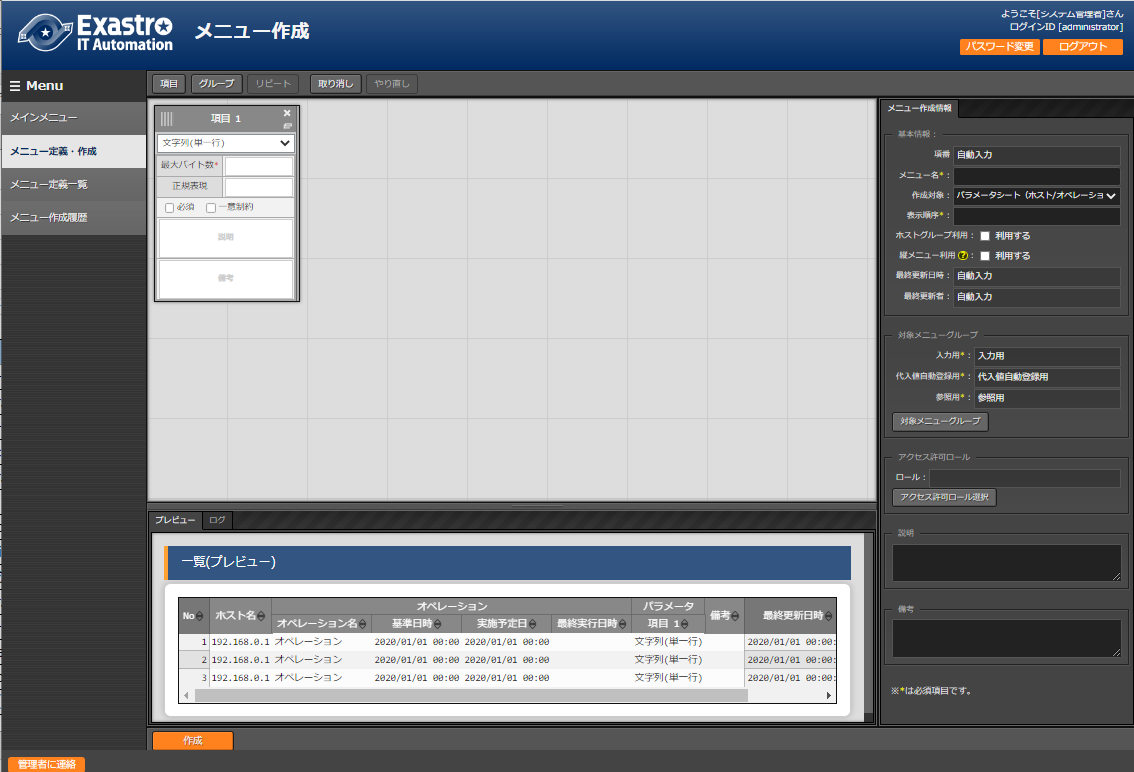 Exastro
IT Automation
メニュー作成
ようこそ[システム管理者]さん
ログインID [administrator]
パスワード変更
ログアウト
Menu
メインメニュー
メニュー定義・作成
メニュー定義一覧
メニュー作成履歴
項目
グループ
リピート
取り消し
やり直し
項目 1
文字列(単一行)
最大バイト数*
正規表現
必須 一意制約
説明
備考
メニュー作成情報
基本情報：
項番 自動入力
メニュー名*：
作成対象： パラメータシート（ホスト/オペレーショ
表示順序*：
ホストグループ利用： 利用する
縦メニュー利用?： 利用する
最終更新日時： 自動入力
最終更新者： 自動入力
対象メニューグループ
入力用*： 入力用
代入値自動登録用*： 代入値自動登録用
参照用*： 参照用
対象メニューグループ
アクセス許可ロール
ロール：
アクセス許可ロール選択
説明
備考
※*は必須項目です。
プレビュー
ログ
一覧(プレビュー)
No ホスト名 オペレーション パラメータ 備考 最終更新日時
オペレーション名 基準日時 実施予定日 最終実行日時 項目 1
1 192.168.0.1 オペレーション 2020/01/01 00:00 2020/01/01 00:00 文字列(単一行) 2020/01/01 00:00:
2 192.168.0.1 オペレーション 2020/01/01 00:00 2020/01/01 00:00 文字列(単一行) 2020/01/01 00:00:
3 192.168.0.1 オペレーション 2020/01/01 00:00 2020/01/01 00:00 文字列(単一行) 2020/01/01 00:00:
作成
管理者に連絡